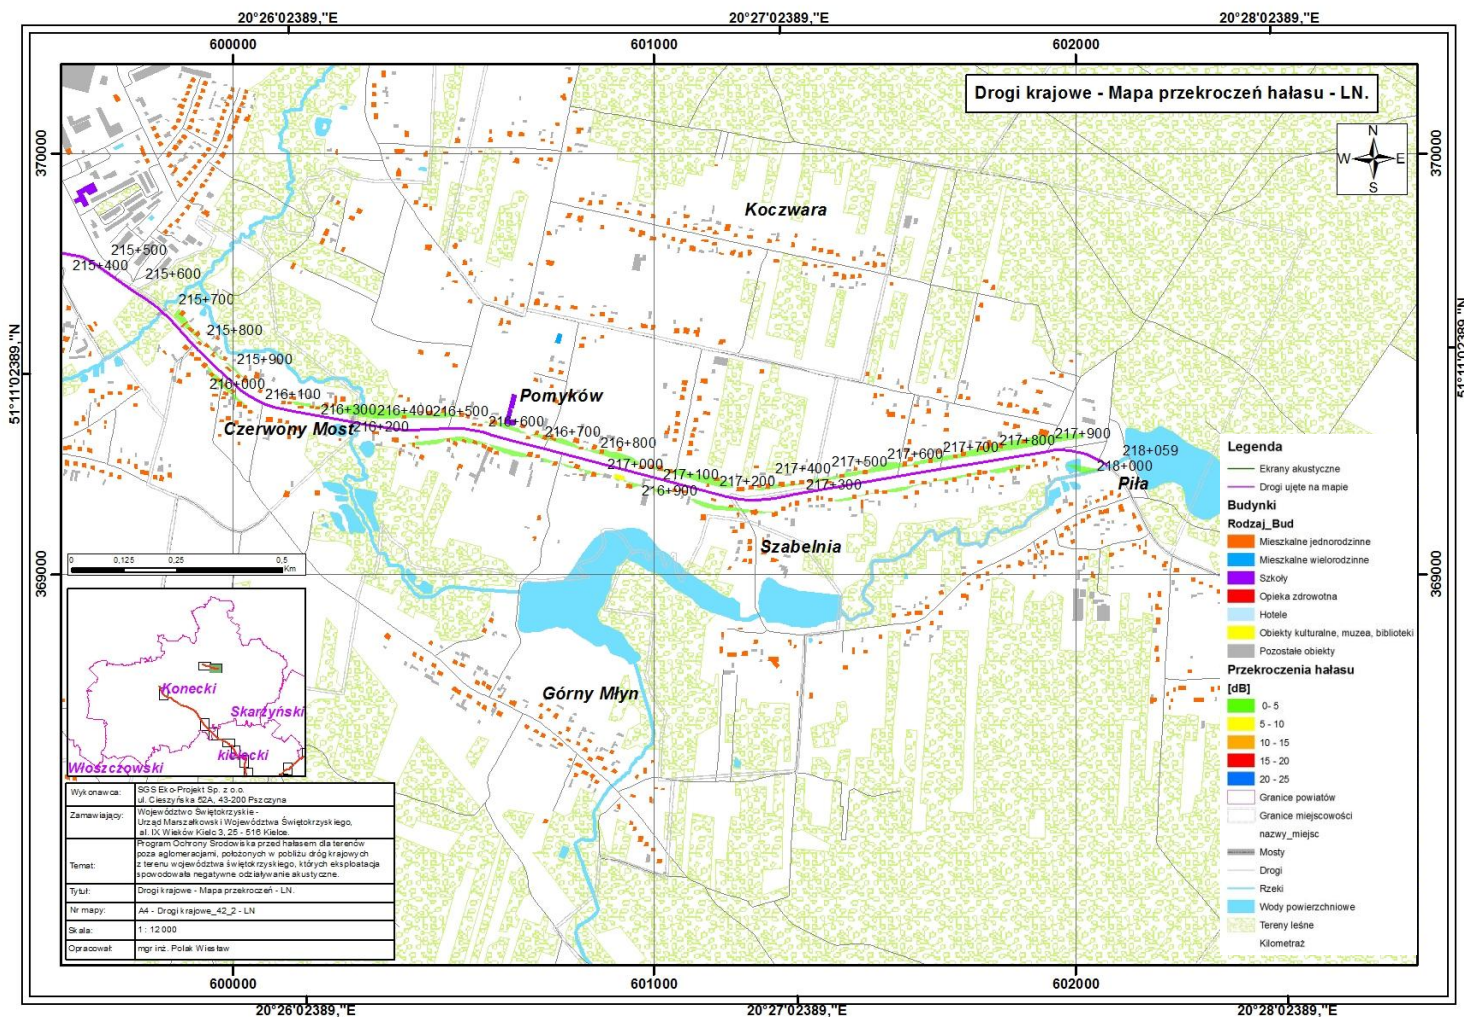 20°26'02389,"E
20°27'02389,"E
20°28'02389,"E
600000
601000
602000
Drogi krajowe - Mapa przekroczeń hałasu - LN.
370000
370000
N
W
E
S
Koczwara
215+500
215+400
215+600
215+700
215+800
215+900
216+000
216+100
216+300
216+400
216+500
216+200
Pomyków
Czerwony Most
216+600
216+700
216+800
217+000
217+100
216+900
217+200
217+400
217+300
217+500
217+600
217+700
217+800
217+900
218+059
218+000
Piła
Szabelnia
Górny Młyn
51°11'02389,"N
51°11'02389,"N
369000
369000
0
0,125
0,25
0,5
Km
Konecki
Skarżyński
kielecki
Włoszczowski
Legenda
Ekrany akustyczne
Drogi ujęte na mapie
Budynki
Rodzaj_Bud
Mieszkalne jednorodzinne
Mieszkalne wielorodzinne
Szkoły
Opieka zdrowotna
Hotele
Obiekty kulturalne, muzea, biblioteki
Pozostałe obiekty
Przekroczenia hałasu
[dB]
0- 5
5 - 10
10 - 15
15 - 20
20 - 25
Granice powiatów
Granice miejscowości
nazwy_miejsc
Mosty
Drogi
Rzeki
Wody powierzchniowe
Tereny leśne
Kilometraż
Wykonawca:
SGS Eko-Projekt Sp. z o.o.
ul. Cieszyńska 52A, 43-200 Pszczyna
Zamawiający:
Województwo Świętokrzyskie -
Urząd Marszałkowski Województwa Świętokrzyskiego,
al. IX Wieków Kielc 3, 25 - 516 Kielce.
Temat:
Program Ochrony Środowiska przed hałasem dla terenów
poza aglomeracjami, położonych w pobliżu dróg krajowych
z terenu województwa świętokrzyskiego, których eksploatacja
spowodowała negatywne odziaływanie akustyczne.
Tytuł:
Drogi krajowe - Mapa przekroczeń - LN.
Nr mapy:
A4 - Drogi krajowe_42_2 - LN
Skala:
1 : 12 000
Opracował:
mgr inż. Polak Wiesław
600000
601000
602000
20°26'02389,"E
20°27'02389,"E
20°28'02389,"E